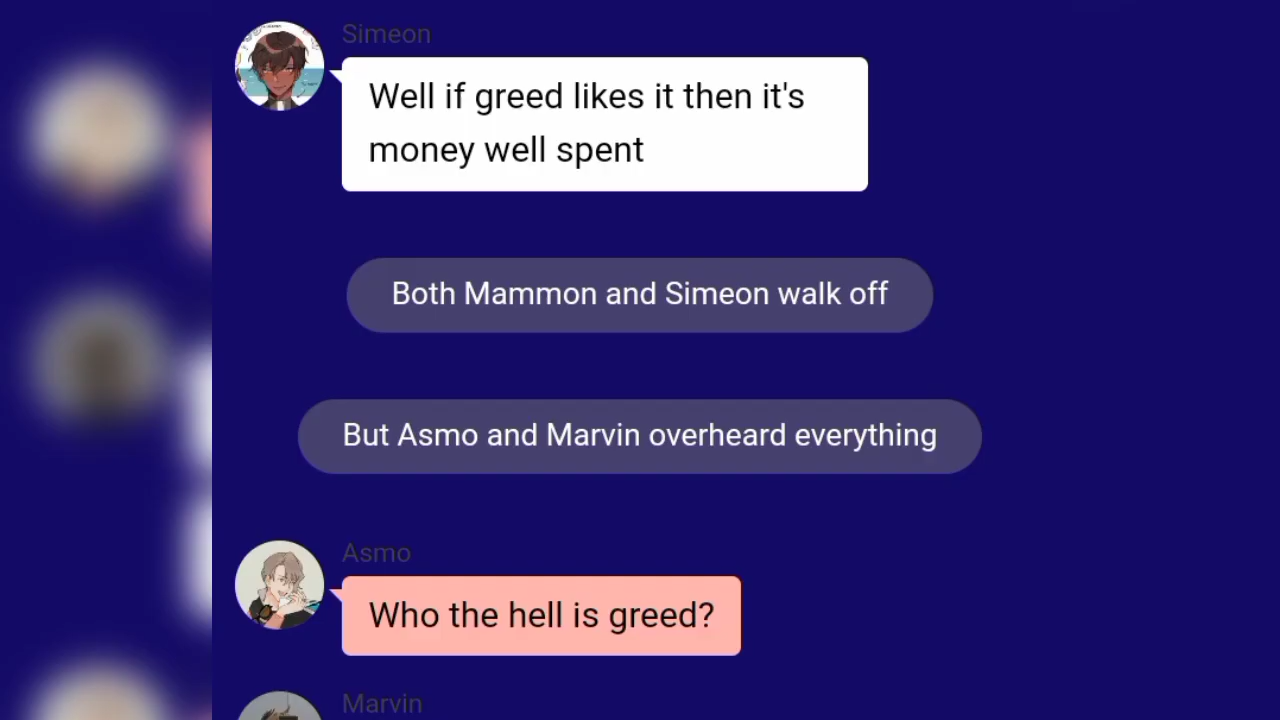 Simeon
Well if greed likes it then it's
money well spent
Both Mammon and Simeon walk off
But Asmo and Marvin overheard everything
Asmo
Who the hell is greed?
Marvin